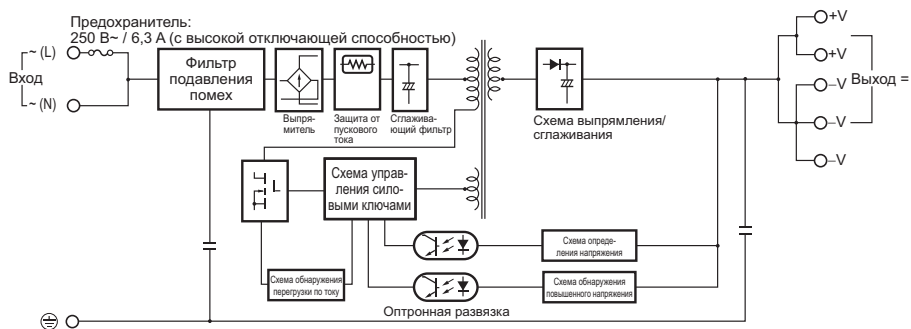 Предохранитель:
250 В~ / 6,3 А (с высокой отключающей способностью)
~ (L)
Вход
~ (N)
Фильтр
подавления
помех
Выпря-
митель
Защита от
пускового
тока
Сглажива-
ющий фильтр
Схема выпрямления/
сглаживания
+V
+V
–V
Выход =
–V
–V
Схема управ-
ления сило-
выми ключами
Схема опреде-
ления напряжения
Схема обнаружения
перегрузки по току
Схема обнаружения
повышенного напряжения
Оптронная развязка